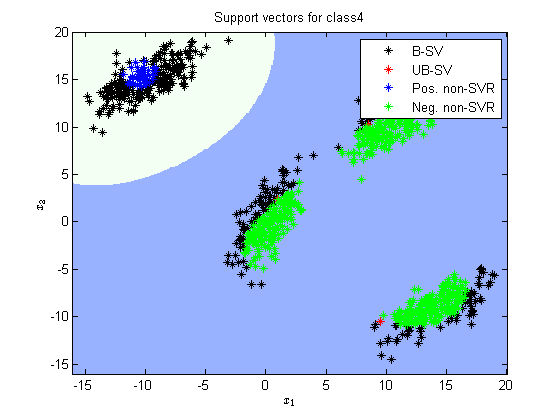 Support vectors for class4
B-SV
UB-SV
Pos. non-SVR
Neg. non-SVR
20
15
10
5
0
-5
-10
-15
x2
-15 -10 -5 0 5 10 15 20
x1